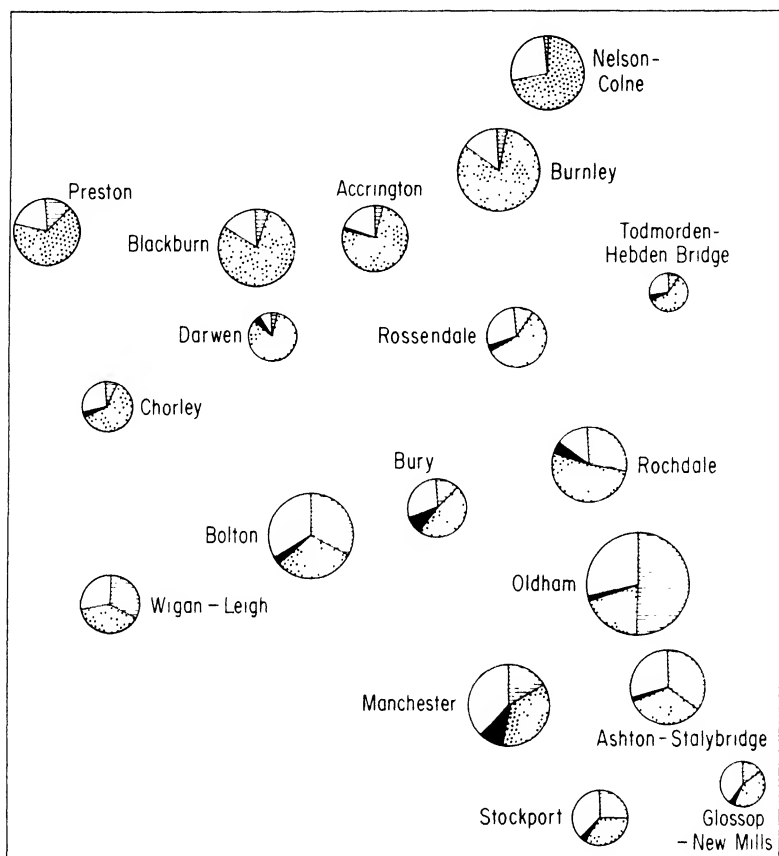 Nelson-
Colne
Burnley
Preston
Accrington
Blackburn
Todmorden-
Hebden Bridge
Darwen
Rossendale
Chorley
Bury
Rochdale
Bolton
Oldham
Wigan-Leigh
Manchester
Ashton-Stalybridge
Stockport
Glossop
-New Mills